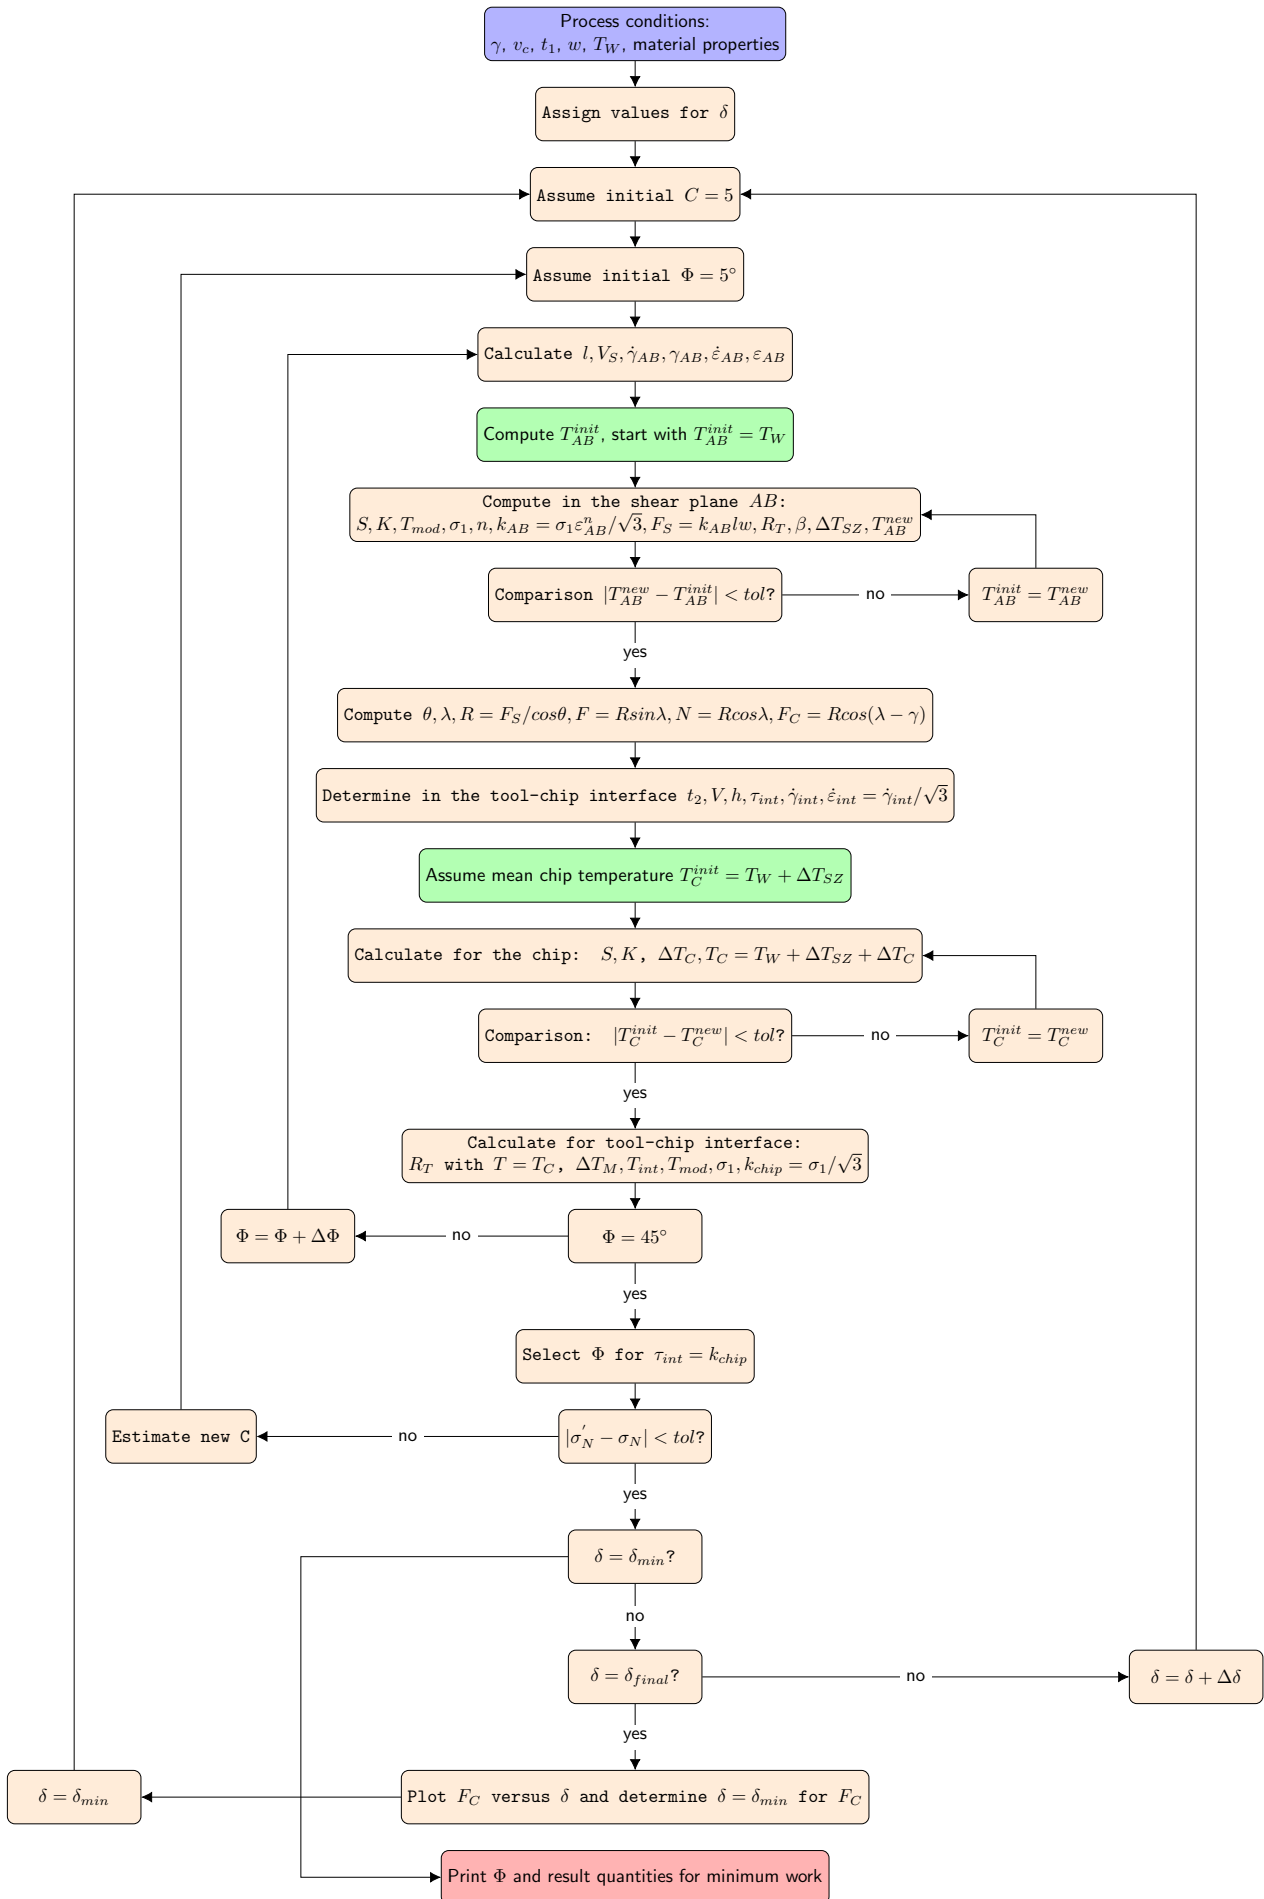 Process conditions:
γ, v_c, t_1, w, T_W, material properties
Assign values for δ
Assume initial C = 5
Assume initial Φ = 5°
Calculate l, V_S, γ̇_AB, γ_AB, ε̇_AB, ε_AB
Compute T_AB^init, start with T_AB^init = T_W
Compute in the shear plane AB:
S, K, T_mod, σ_1, n, k_AB = σ_1 ε_AB^n/√3, F_S = k_AB lw, R_T, β, ΔT_SZ, T_AB^new
Comparison |T_AB^new − T_AB^init| < tol?
no
T_AB^init = T_AB^new
yes
Compute θ, λ, R = F_S/cosθ, F = Rsinλ, N = Rcosλ, F_C = Rcos(λ − γ)
Determine in the tool-chip interface t_2, V, h, τ_int, γ̇_int, ε̇_int = γ̇_int/√3
Assume mean chip temperature T_C^init = T_W + ΔT_SZ
Calculate for the chip: S, K, ΔT_C, T_C = T_W + ΔT_SZ + ΔT_C
Comparison: |T_C^init − T_C^new| < tol?
no
T_C^init = T_C^new
yes
Calculate for tool-chip interface:
R_T with T = T_C, ΔT_M, T_int, T_mod, σ_1, k_chip = σ_1/√3
Φ = Φ + ΔΦ
no
Φ = 45°
yes
Select Φ for τ_int = k_chip
Estimate new C
no
|σ'_N − σ_N| < tol?
yes
δ = δ_min?
no
δ = δ_final?
no
δ = δ + Δδ
yes
δ = δ_min
Plot F_C versus δ and determine δ = δ_min for F_C
Print Φ and result quantities for minimum work